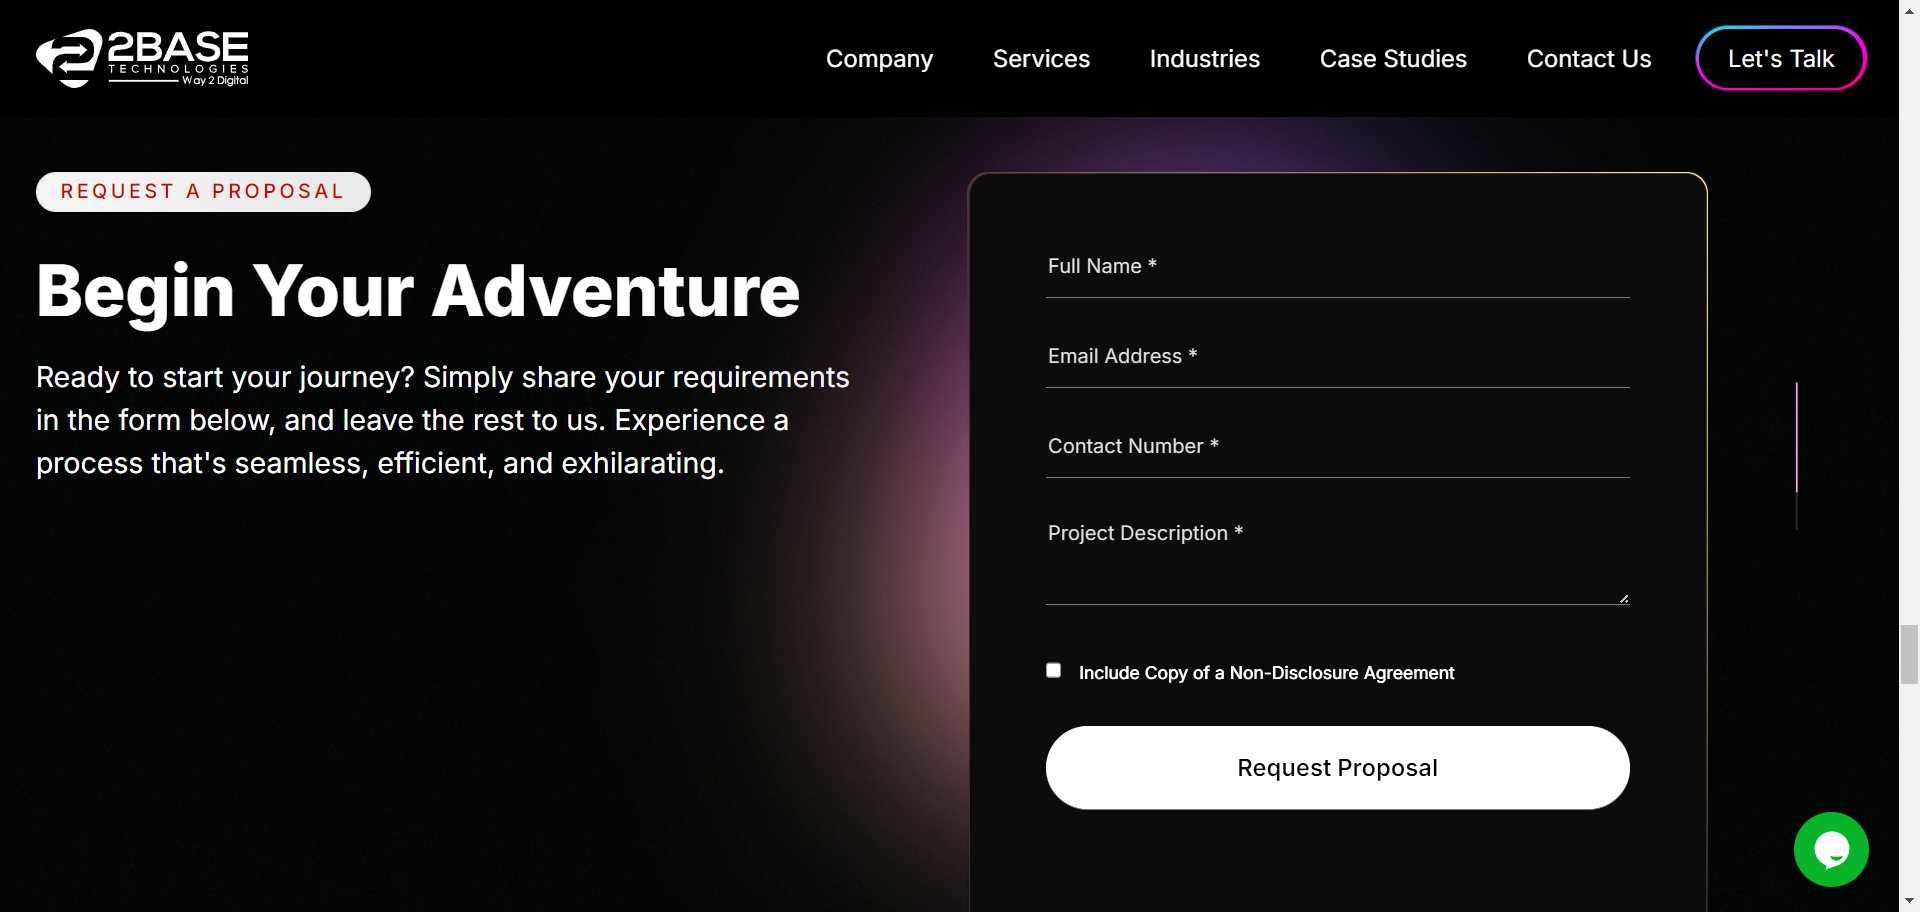 2BASE
TECHNOLOGIES
Way 2 Digital
Company
Services
Industries
Case Studies
Contact Us
Let's Talk
REQUEST A PROPOSAL
Begin Your Adventure
Ready to start your journey? Simply share your requirements
in the form below, and leave the rest to us. Experience a
process that's seamless, efficient, and exhilarating.
Full Name *
Email Address *
Contact Number *
Project Description *
Include Copy of a Non-Disclosure Agreement
Request Proposal